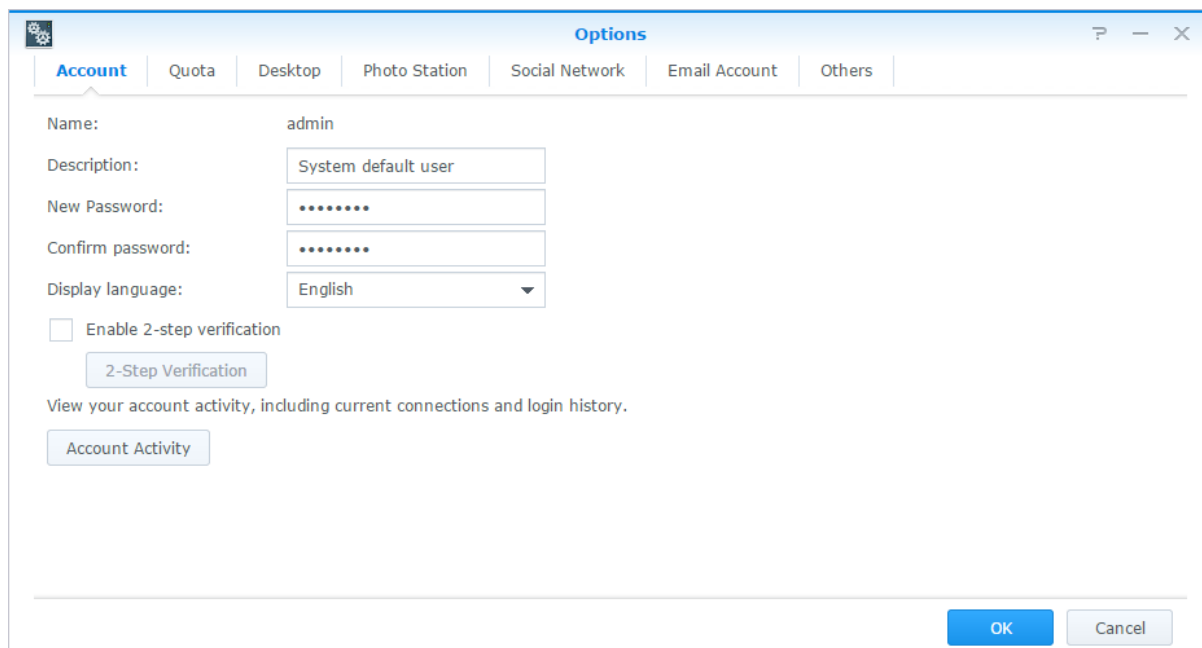 Options
Account Quota Desktop Photo Station Social Network Email Account Others
Name: admin
Description: System default user
New Password: ••••••••
Confirm password: ••••••••
Display language: English
Enable 2-step verification
2-Step Verification
View your account activity, including current connections and login history.
Account Activity
OK Cancel